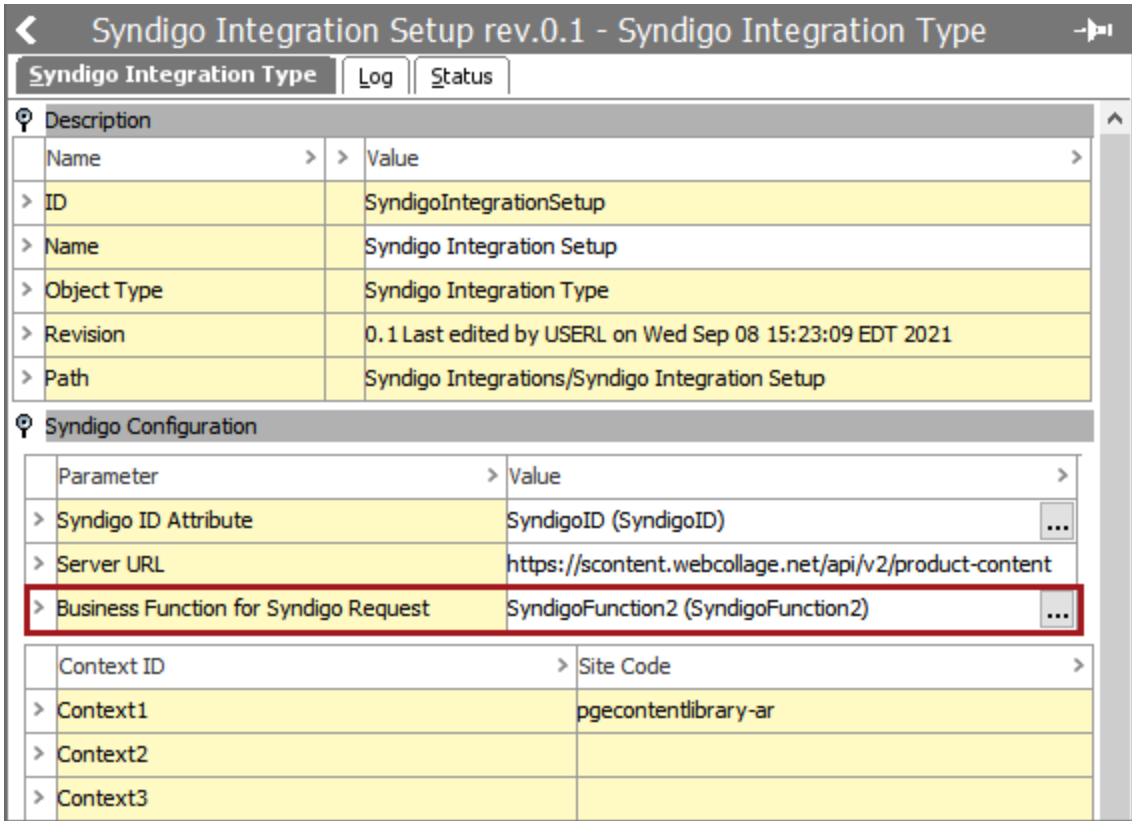 Syndigo Integration Setup rev.0.1 - Syndigo Integration Type
Syndigo Integration Type Log Status
Description
Name > > Value >
> ID SyndigoIntegrationSetup
> Name Syndigo Integration Setup
> Object Type Syndigo Integration Type
> Revision 0.1 Last edited by USERL on Wed Sep 08 15:23:09 EDT 2021
> Path Syndigo Integrations/Syndigo Integration Setup
Syndigo Configuration
Parameter > Value >
> Syndigo ID Attribute SyndigoID (SyndigoID) ...
> Server URL https://scontent.webcollage.net/api/v2/product-content
> Business Function for Syndigo Request SyndigoFunction2 (SyndigoFunction2) ...
Context ID > Site Code >
> Context1 pgecontentlibrary-ar
> Context2
> Context3